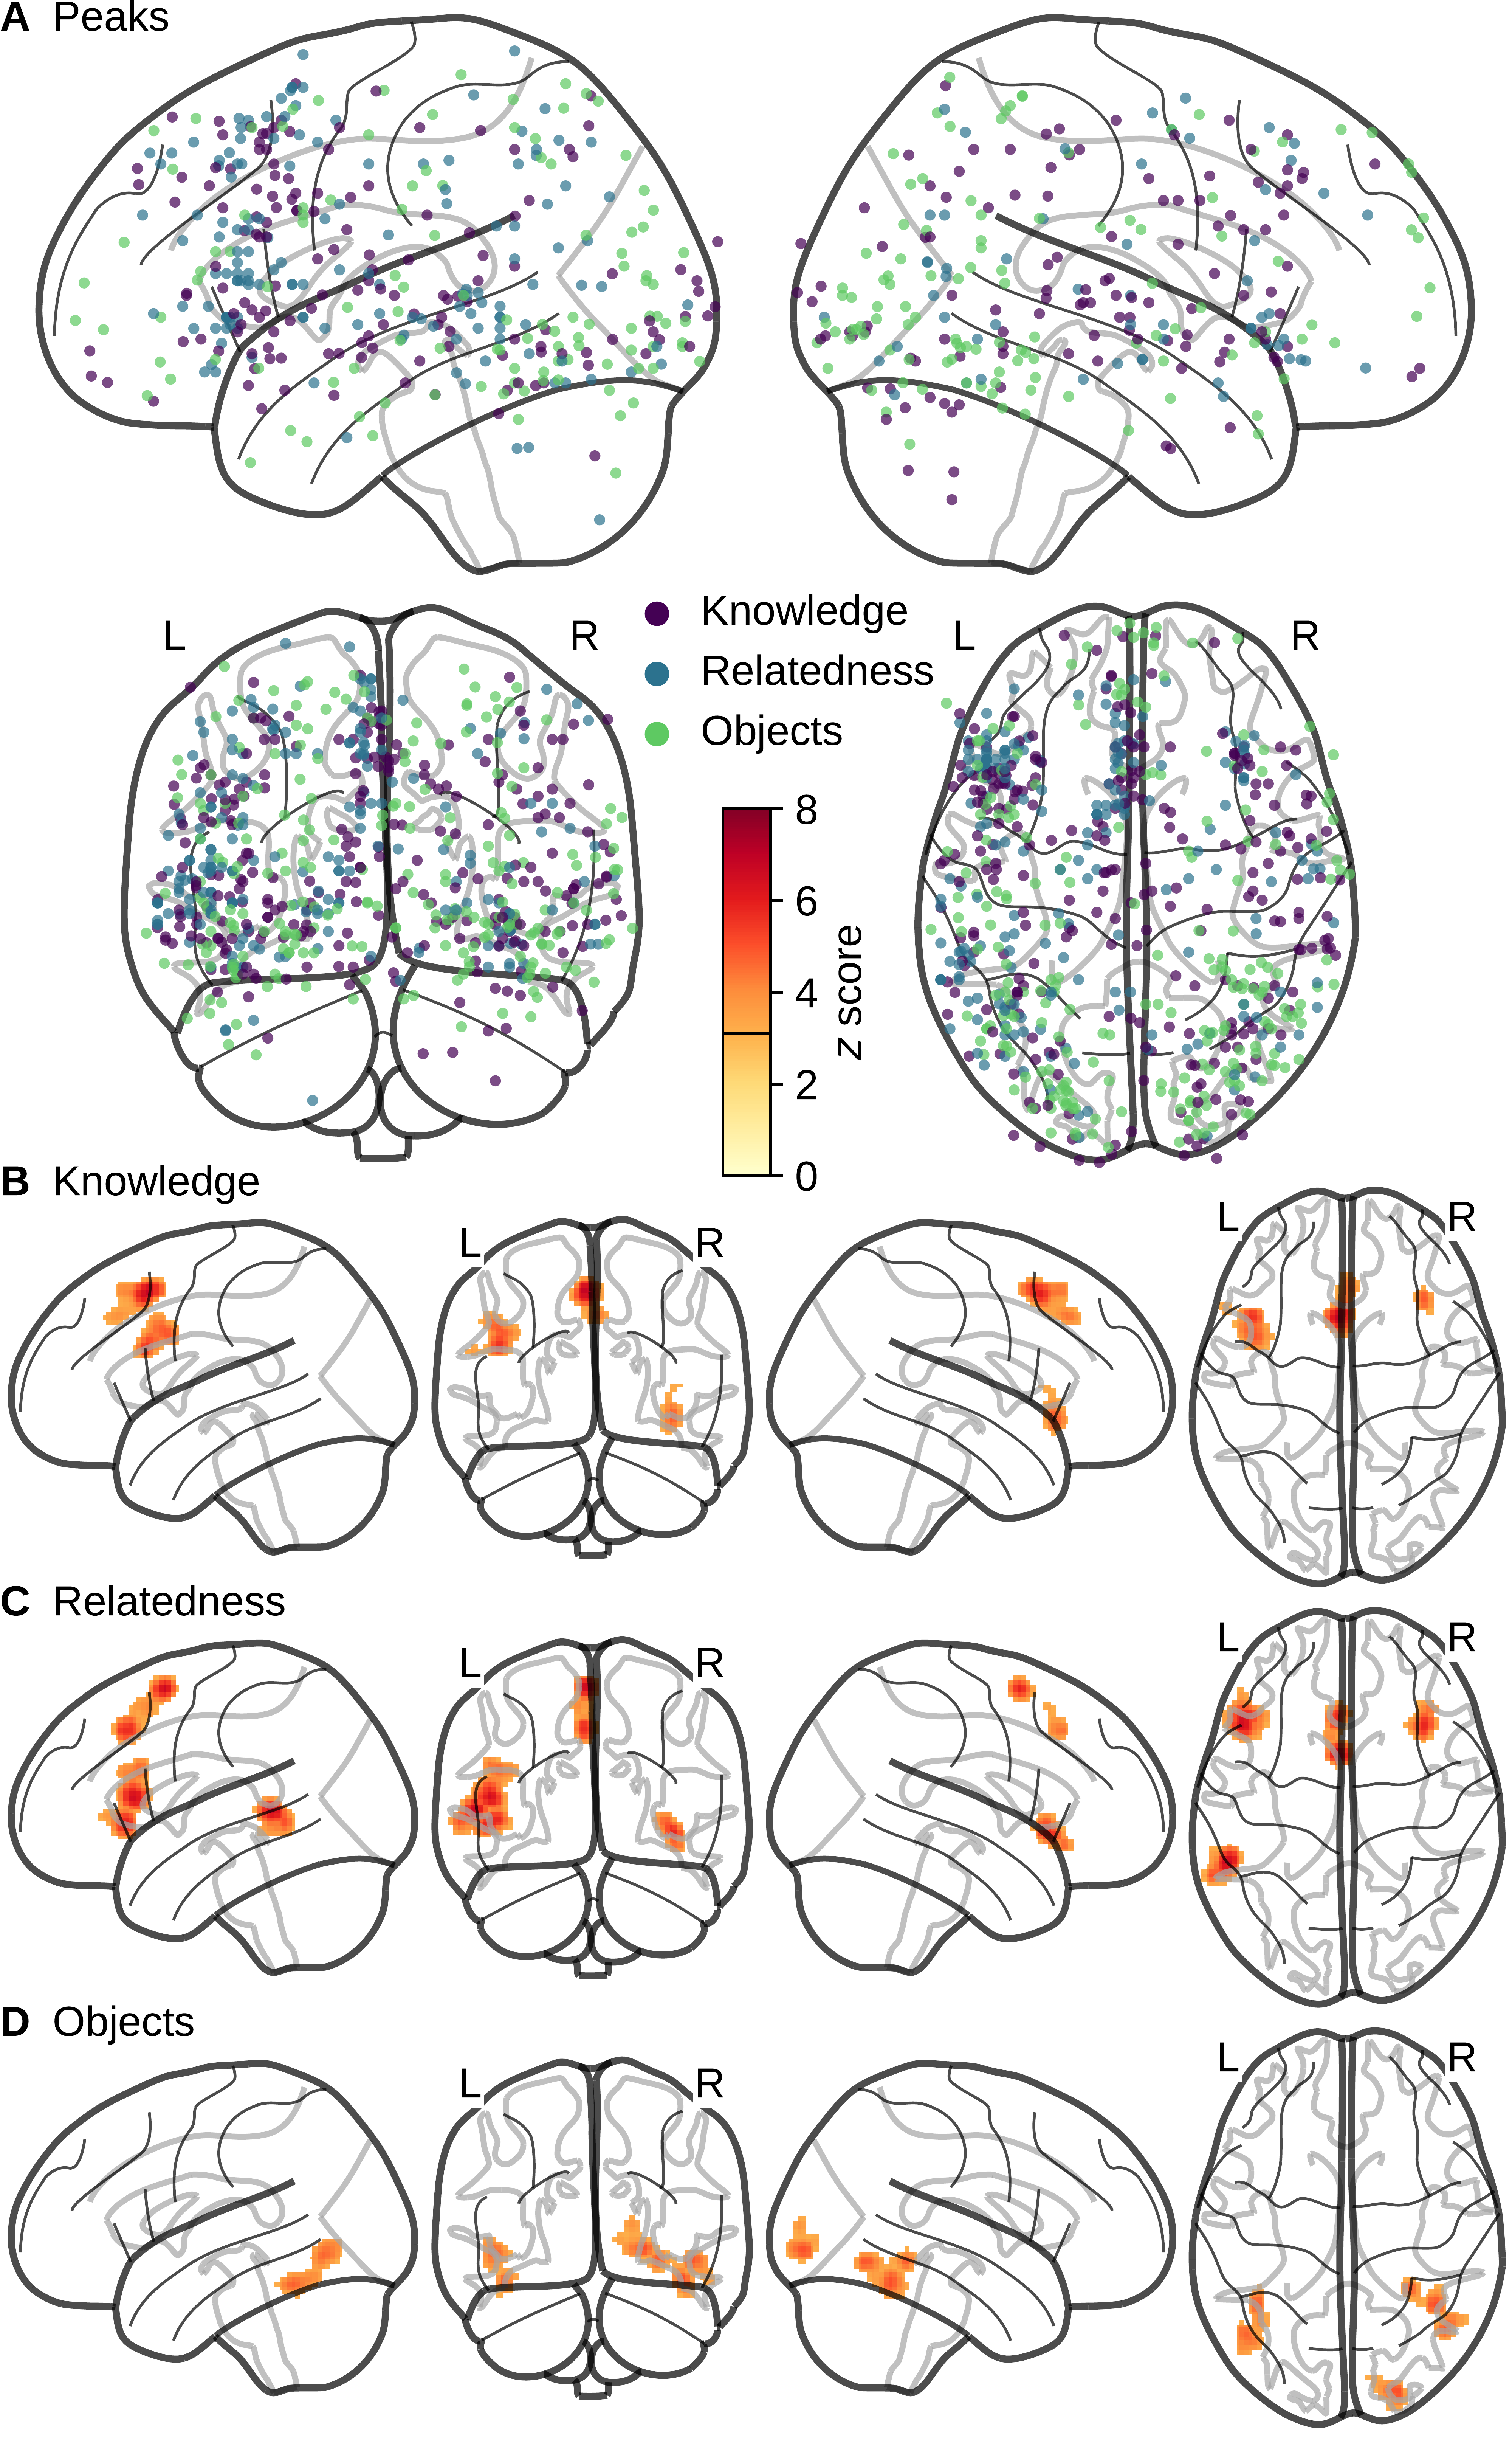 A Peaks
L R
Knowledge
Relatedness
Objects
L R
8
6
4
2
0
z score
B Knowledge
L R L R
C Relatedness
L R L R
D Objects
L R L R